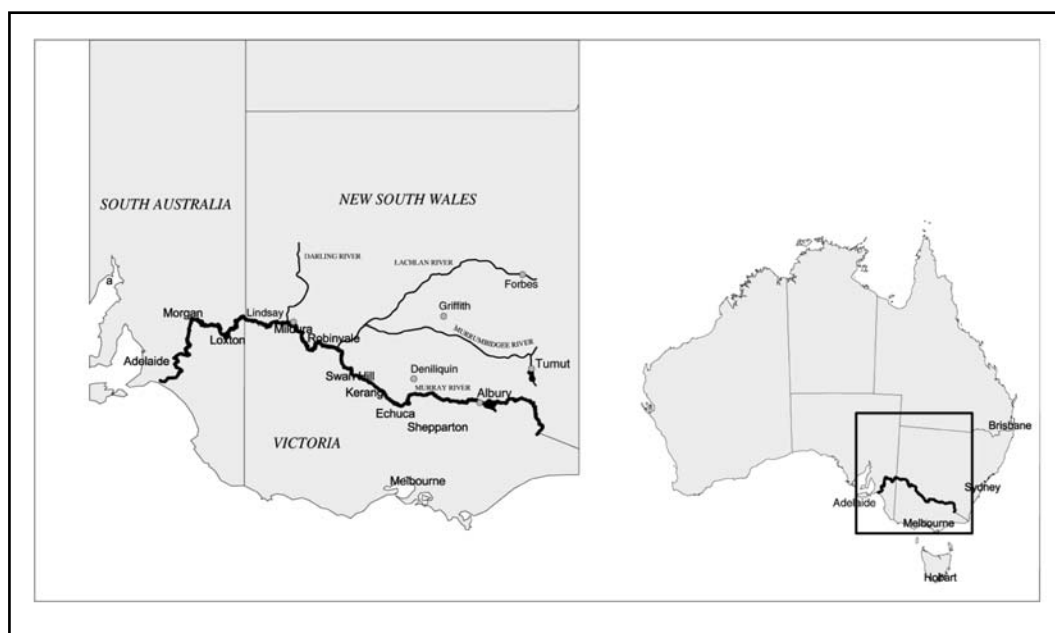 SOUTH AUSTRALIA
NEW SOUTH WALES
DARLING RIVER
LACHLAN RIVER
a
Forbes
Morgan
Lindsay
Griffith
Mildura
Loxton
Robinvale
MURRUMBIDGEE RIVER
Adelaide
Tumut
Swan Hill
Deniliquin
Kerang
MURRAY RIVER
Albury
Echuca
Shepparton
VICTORIA
Melbourne
Brisbane
Sydney
Adelaide
Melbourne
Hobart